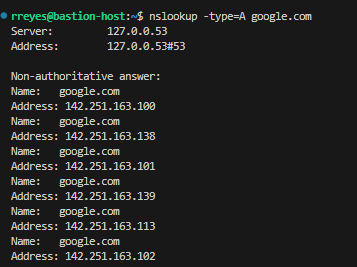 rreyes@bastion-host:~$ nslookup -type=A google.com
Server:         127.0.0.53
Address:        127.0.0.53#53

Non-authoritative answer:
Name:   google.com
Address: 142.251.163.100
Name:   google.com
Address: 142.251.163.138
Name:   google.com
Address: 142.251.163.101
Name:   google.com
Address: 142.251.163.139
Name:   google.com
Address: 142.251.163.113
Name:   google.com
Address: 142.251.163.102